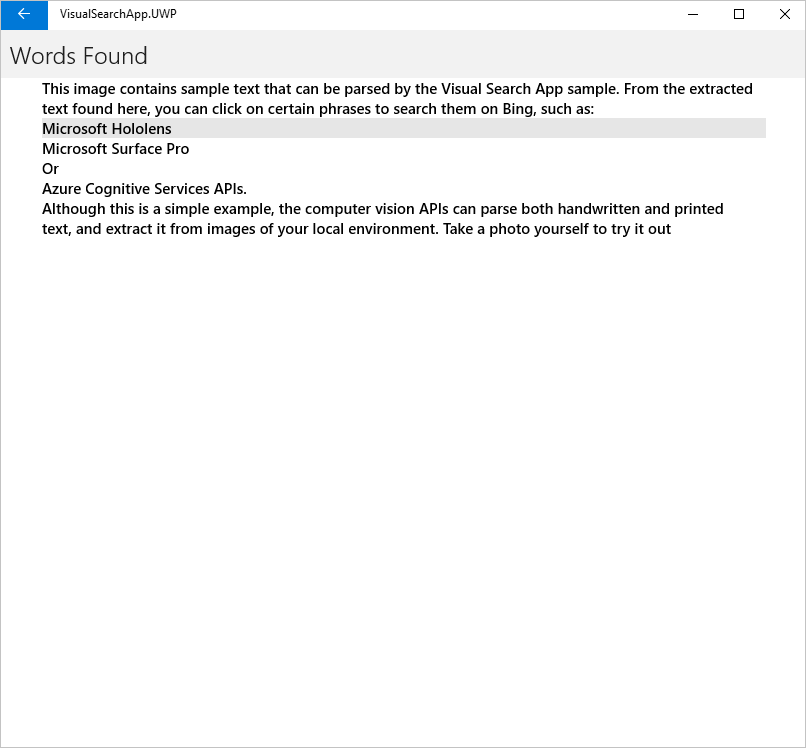 VisualSearchApp.UWP
Words Found
This image contains sample text that can be parsed by the Visual Search App sample. From the extracted
text found here, you can click on certain phrases to search them on Bing, such as:
Microsoft Hololens
Microsoft Surface Pro
Or
Azure Cognitive Services APIs.
Although this is a simple example, the computer vision APIs can parse both handwritten and printed
text, and extract it from images of your local environment. Take a photo yourself to try it out